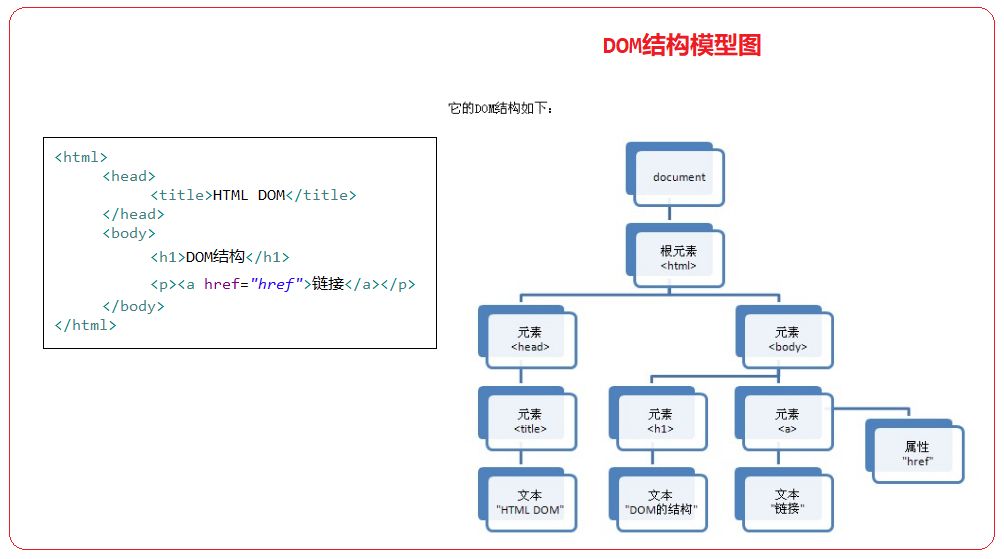 DOM结构模型图
它的DOM结构如下:
<html>
<head>
<title>HTML DOM</title>
</head>
<body>
<h1>DOM结构</h1>
<p><a href="href">链接</a></p>
</body>
</html>
document
根元素
<html>
元素
<head>
元素
<body>
元素
<title>
元素
<h1>
元素
<a>
属性
"href"
文本
"HTML DOM"
文本
"DOM的结构"
文本
"链接"